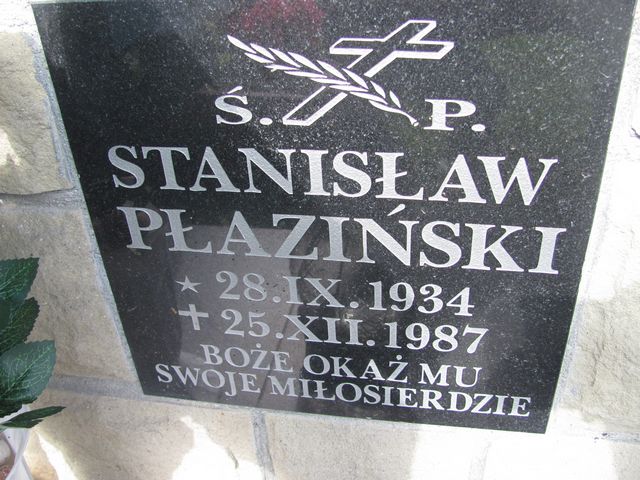 Ś. P.
STANISŁAW
PŁAZIŃSKI
* 28.IX.1934
+ 25.XII.1987
BOŻE OKAŻ MU
SWOJE MIŁOSIERDZIE